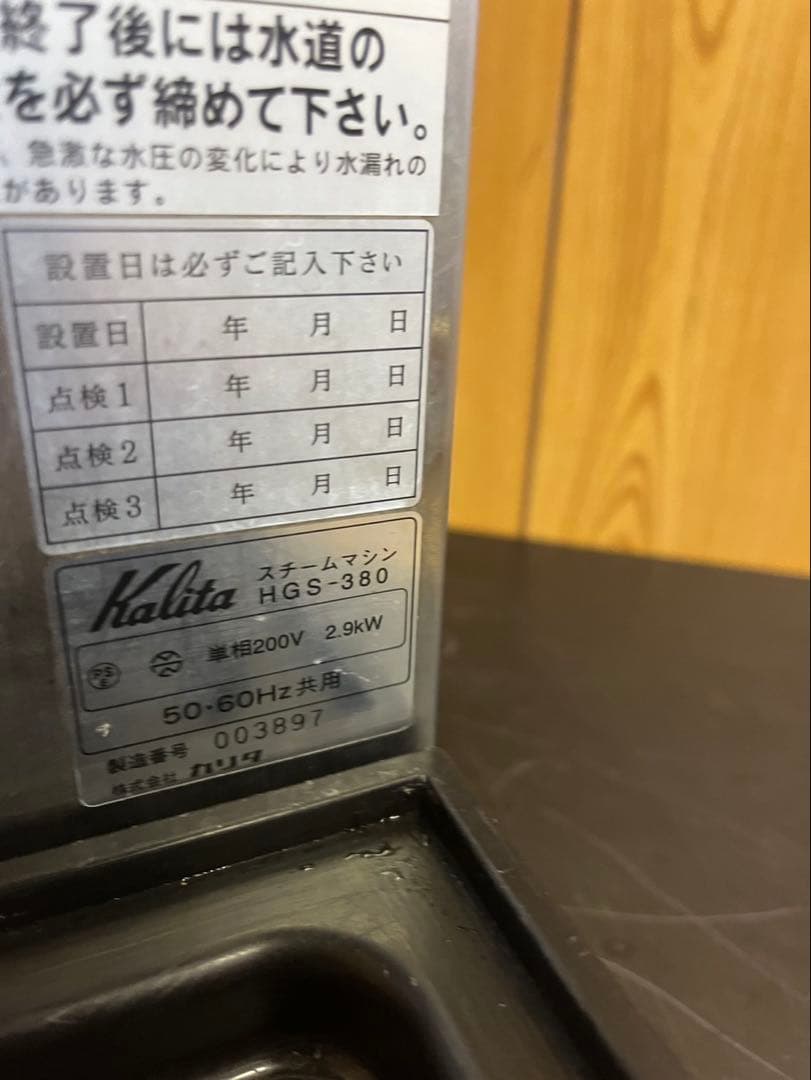 終了後には水道の
を必ず締めて下さい。
、急激な水圧の変化により水漏れの
があります。
設置日は必ずご記入下さい
設置日 年 月 日
点検1 年 月 日
点検2 年 月 日
点検3 年 月 日
Kalita スチームマシン
HGS-380
PSE 単相200V 2.9kW
50・60Hz共用
製造番号 003897
株式会社 カリタ